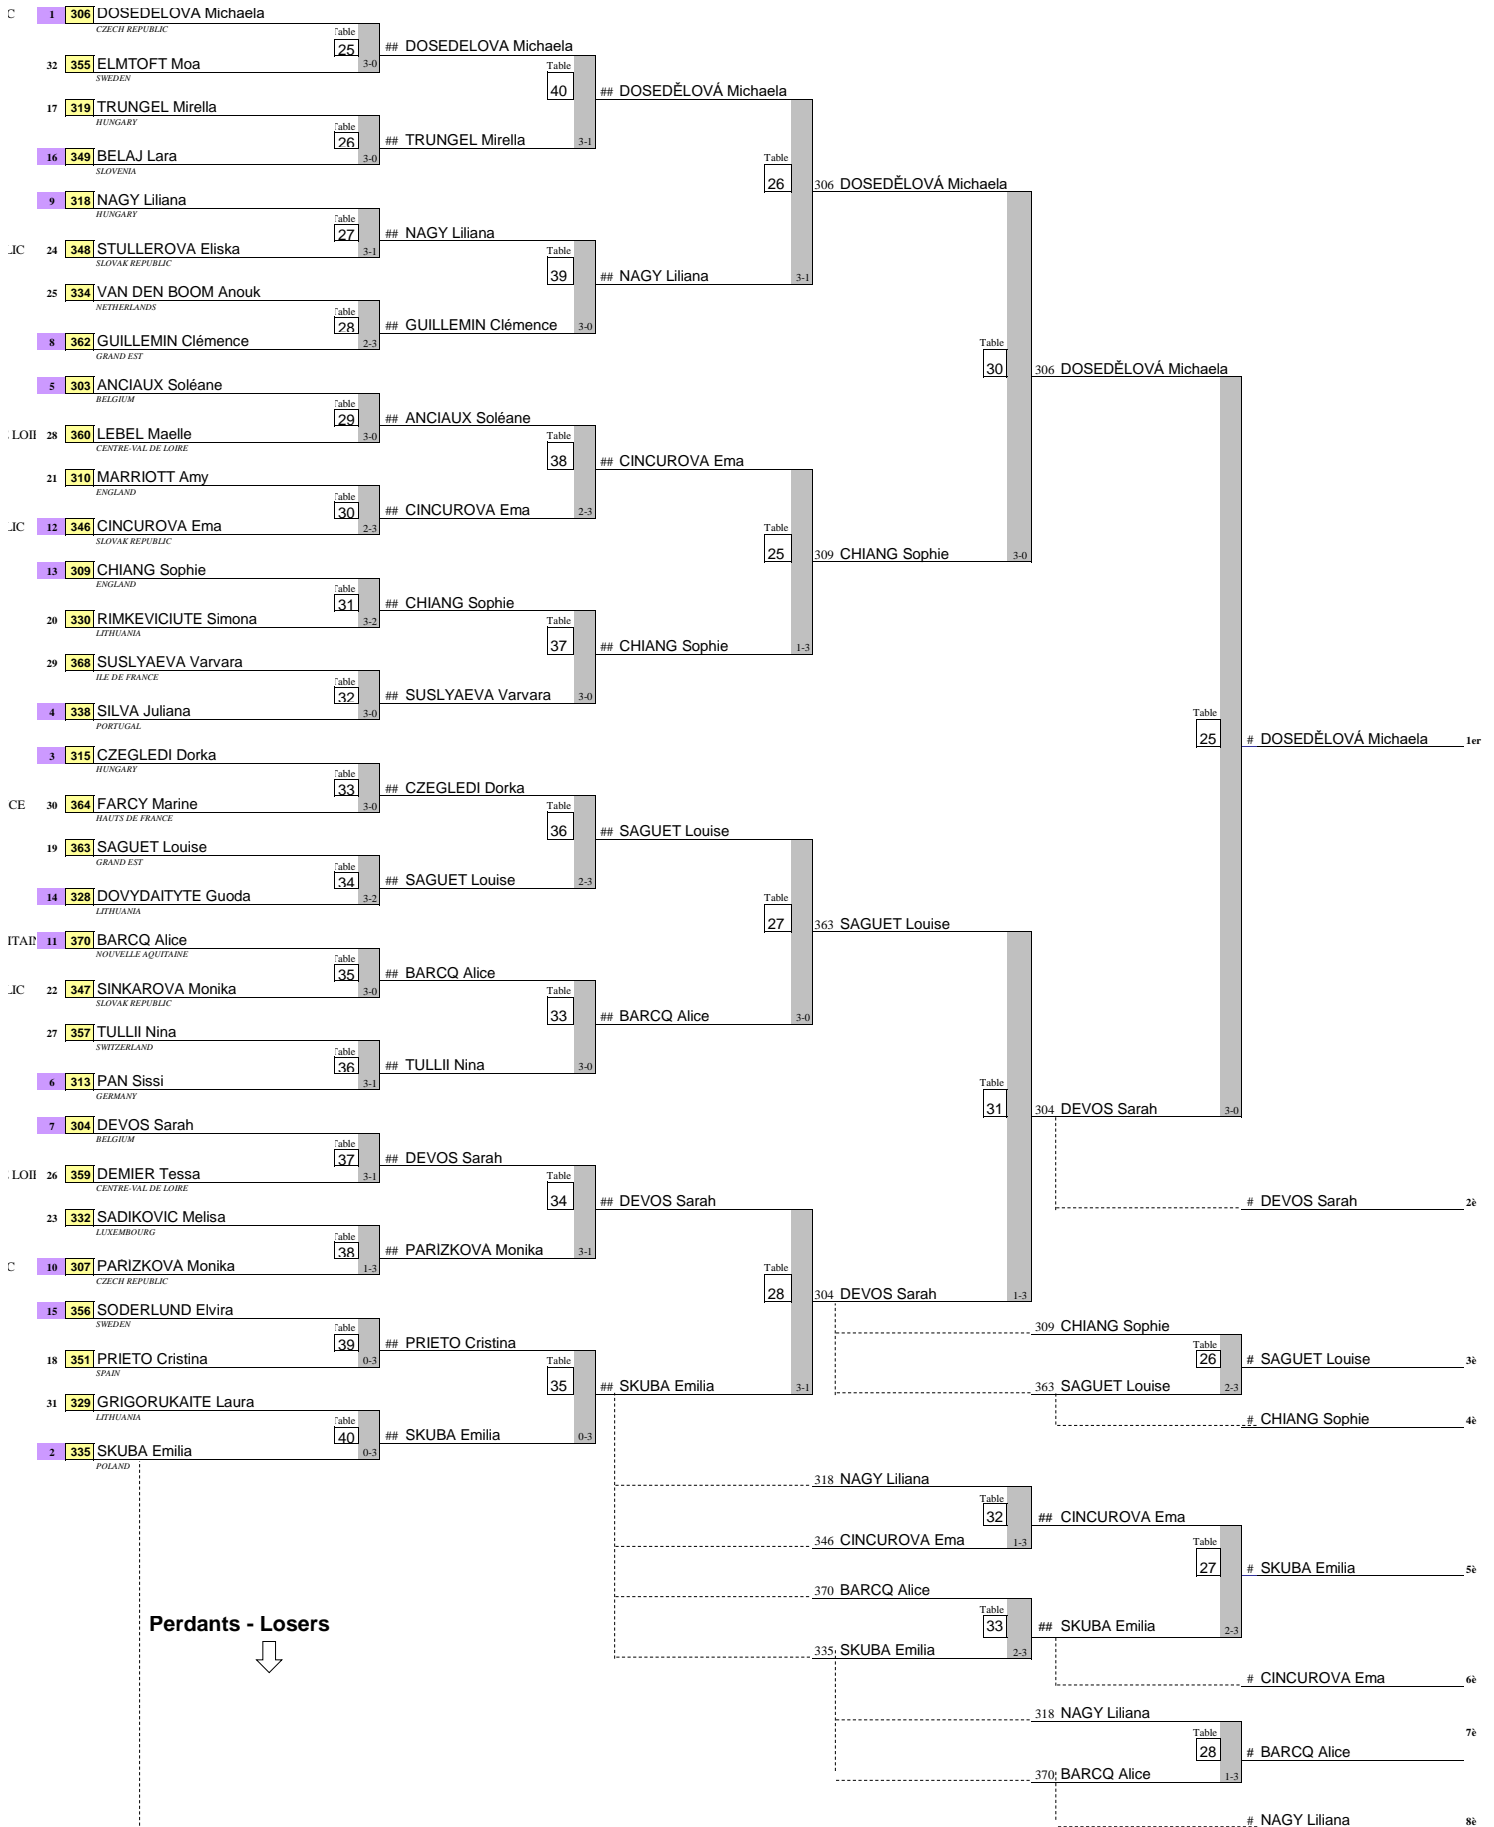 C 1 306 DOSEDELOVA Michaela
CZECH REPUBLIC
Table
25 ## DOSEDELOVA Michaela
32 355 ELMTOFT Moa 3-0
SWEDEN
Table
40 ## DOSEDĚLOVÁ Michaela
17 319 TRUNGEL Mirella
HUNGARY
Table
26 ## TRUNGEL Mirella 3-1
16 349 BELAJ Lara 3-0
SLOVENIA
Table
26 306 DOSEDĚLOVÁ Michaela
9 318 NAGY Liliana
HUNGARY
Table
27 ## NAGY Liliana
LIC 24 348 STULLEROVA Eliska 3-1
SLOVAK REPUBLIC
Table
39 ## NAGY Liliana 3-1
25 334 VAN DEN BOOM Anouk
NETHERLANDS
Table
28 ## GUILLEMIN Clémence 3-0
8 362 GUILLEMIN Clémence 2-3
GRAND EST
Table
30 306 DOSEDĚLOVÁ Michaela
5 303 ANCIAUX Soléane
BELGIUM
Table
29 ## ANCIAUX Soléane
LOII 28 360 LEBEL Maelle 3-0
CENTRE-VAL DE LOIRE
Table
38 ## CINCUROVA Ema
21 310 MARRIOTT Amy
ENGLAND
Table
30 ## CINCUROVA Ema 2-3
LIC 12 346 CINCUROVA Ema 2-3
SLOVAK REPUBLIC
Table
25 309 CHIANG Sophie 3-0
13 309 CHIANG Sophie
ENGLAND
Table
31 ## CHIANG Sophie
20 330 RIMKEVICIUTE Simona 3-2
LITHUANIA
Table
37 ## CHIANG Sophie 1-3
29 368 SUSLYAEVA Varvara
ILE DE FRANCE
Table
32 ## SUSLYAEVA Varvara 3-0
4 338 SILVA Juliana 3-0
PORTUGAL
Table
25 # DOSEDĚLOVÁ Michaela 1er
3 315 CZEGLEDI Dorka
HUNGARY
Table
33 ## CZEGLEDI Dorka
CE 30 364 FARCY Marine 3-0
HAUTS DE FRANCE
Table
36 ## SAGUET Louise
19 363 SAGUET Louise
GRAND EST
Table
34 ## SAGUET Louise 2-3
14 328 DOVYDAITYTE Guoda 3-2
LITHUANIA
Table
27 363 SAGUET Louise
ITAIN 11 370 BARCQ Alice
NOUVELLE AQUITAINE
Table
35 ## BARCQ Alice
LIC 22 347 SINKAROVA Monika 3-0
SLOVAK REPUBLIC
Table
33 ## BARCQ Alice 3-0
27 357 TULLII Nina
SWITZERLAND
Table
36 ## TULLII Nina 3-0
6 313 PAN Sissi 3-1
GERMANY
Table
31 304 DEVOS Sarah 3-0
7 304 DEVOS Sarah
BELGIUM
Table
37 ## DEVOS Sarah
LOII 26 359 DEMIER Tessa 3-1
CENTRE-VAL DE LOIRE
Table
34 ## DEVOS Sarah
# DEVOS Sarah 2è
23 332 SADIKOVIC Melisa
LUXEMBOURG
Table
38 ## PARIZKOVA Monika 3-1
C 10 307 PARIZKOVA Monika 1-3
CZECH REPUBLIC
Table
28 304 DEVOS Sarah 1-3
15 356 SODERLUND Elvira
SWEDEN
309 CHIANG Sophie
Table
39 ## PRIETO Cristina
18 351 PRIETO Cristina 0-3
SPAIN
Table
26 # SAGUET Louise 3è
Table
35 ## SKUBA Emilia 3-1
363 SAGUET Louise 2-3
31 329 GRIGORUKAITE Laura
LITHUANIA
# CHIANG Sophie 4è
Table
40 ## SKUBA Emilia 0-3
2 335 SKUBA Emilia 0-3
POLAND
318 NAGY Liliana
Table
32 ## CINCUROVA Ema
346 CINCUROVA Ema 1-3
Table
27 # SKUBA Emilia 5è
370 BARCQ Alice
Table
33 ## SKUBA Emilia 2-3
Perdants - Losers
335 SKUBA Emilia 2-3
# CINCUROVA Ema 6è
318 NAGY Liliana
7è
Table
28 # BARCQ Alice
370 BARCQ Alice 1-3
# NAGY Liliana 8è